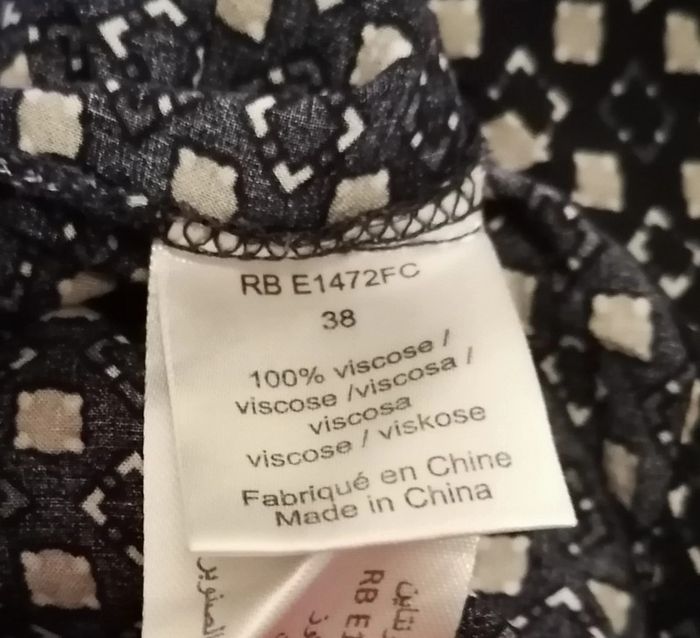 RB E1472FC
38
100% viscose /
viscose /viscosa /
viscosa
viscose / viskose
Fabriqué en Chine
Made in China